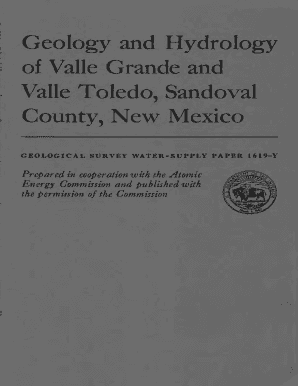 Geology and Hydrology
of Valle Grande and
Valle Toledo, Sandoval
County, New Mexico
GEOLOGICAL SURVEY WATER-SUPPLY PAPER 1619-Y
Prepared in cooperation with the Atomic
Energy Commission and published with
the permission of the Commission